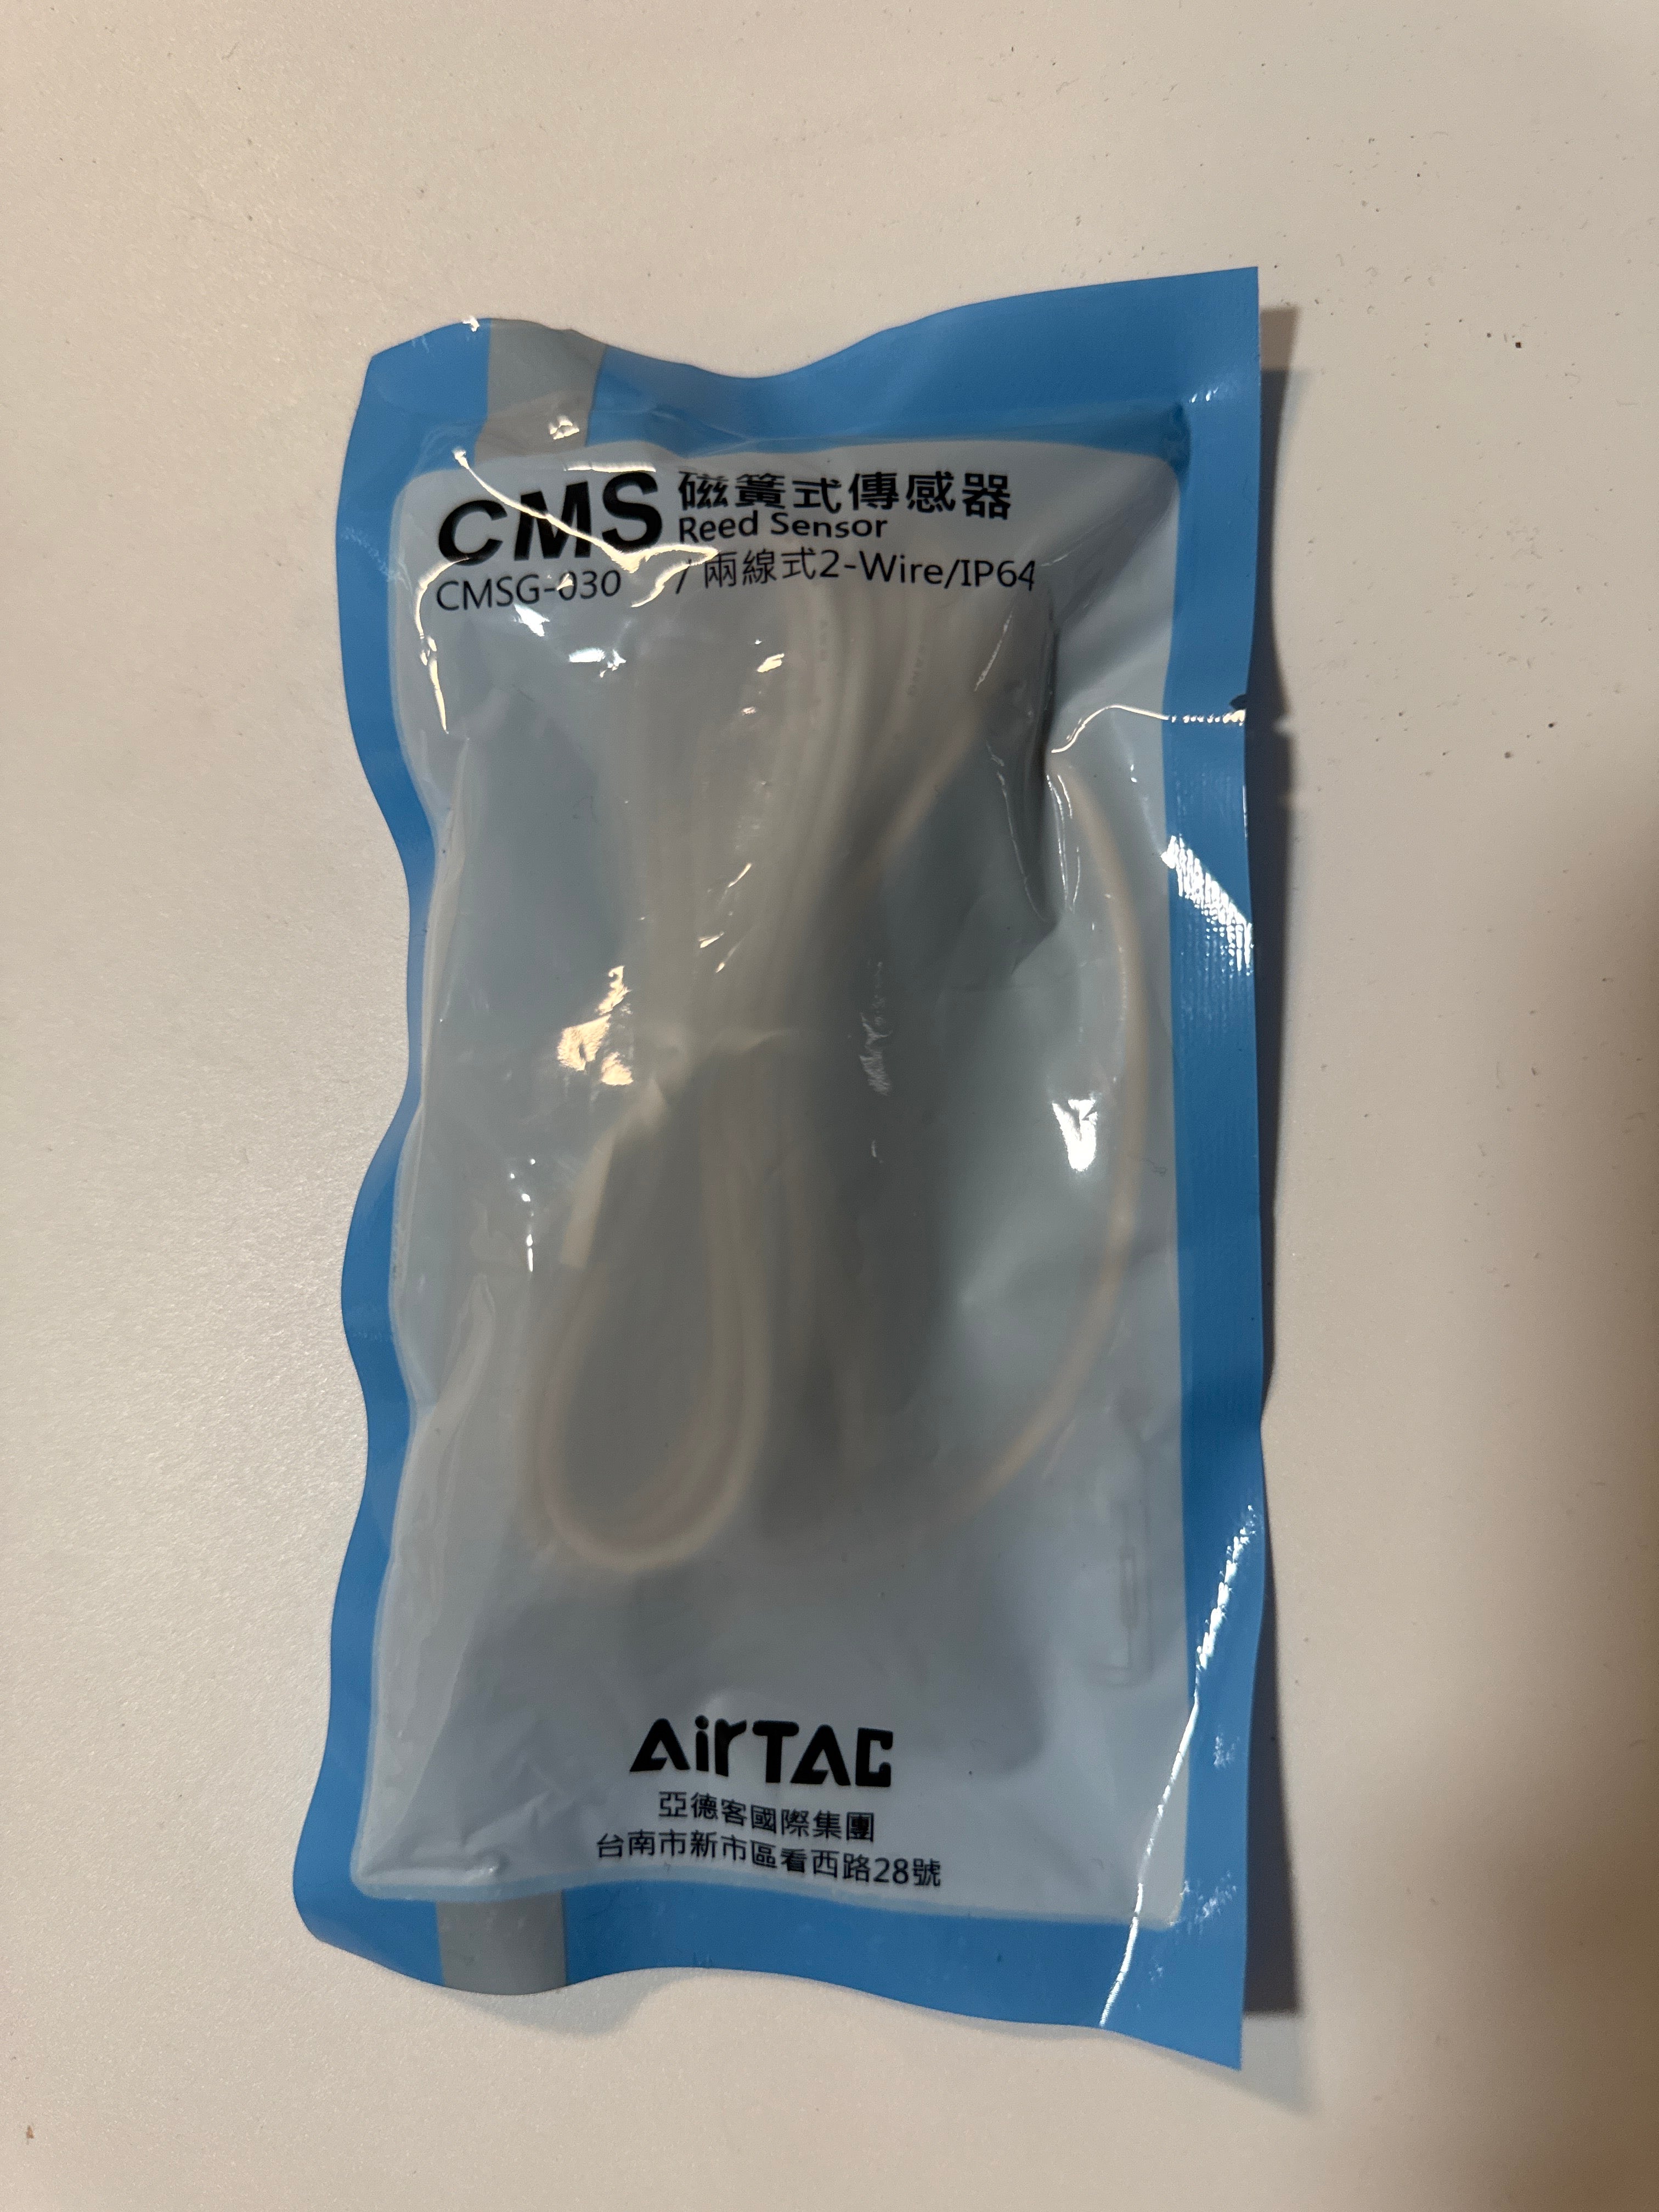 CMS 磁簧式傳感器
Reed Sensor
CMSG-030 / 兩線式2-Wire/IP64
AirTAC
亞德客國際集團
台南市新市區看西路28號